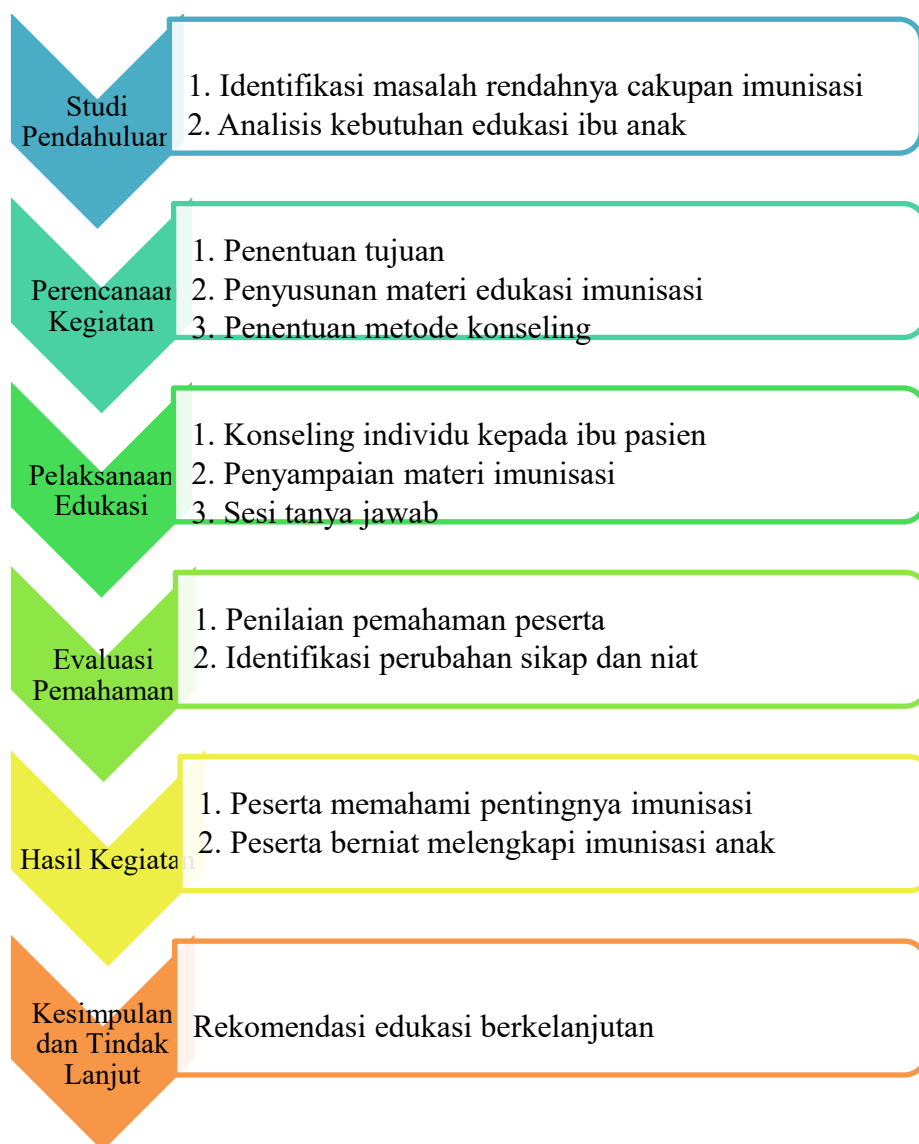 Studi
Pendahuluan
1. Identifikasi masalah rendahnya cakupan imunisasi
2. Analisis kebutuhan edukasi ibu anak
Perencanaan
Kegiatan
1. Penentuan tujuan
2. Penyusunan materi edukasi imunisasi
3. Penentuan metode konseling
Pelaksanaan
Edukasi
1. Konseling individu kepada ibu pasien
2. Penyampaian materi imunisasi
3. Sesi tanya jawab
Evaluasi
Pemahaman
1. Penilaian pemahaman peserta
2. Identifikasi perubahan sikap dan niat
Hasil Kegiatan
1. Peserta memahami pentingnya imunisasi
2. Peserta berniat melengkapi imunisasi anak
Kesimpulan
dan Tindak
Lanjut
Rekomendasi edukasi berkelanjutan